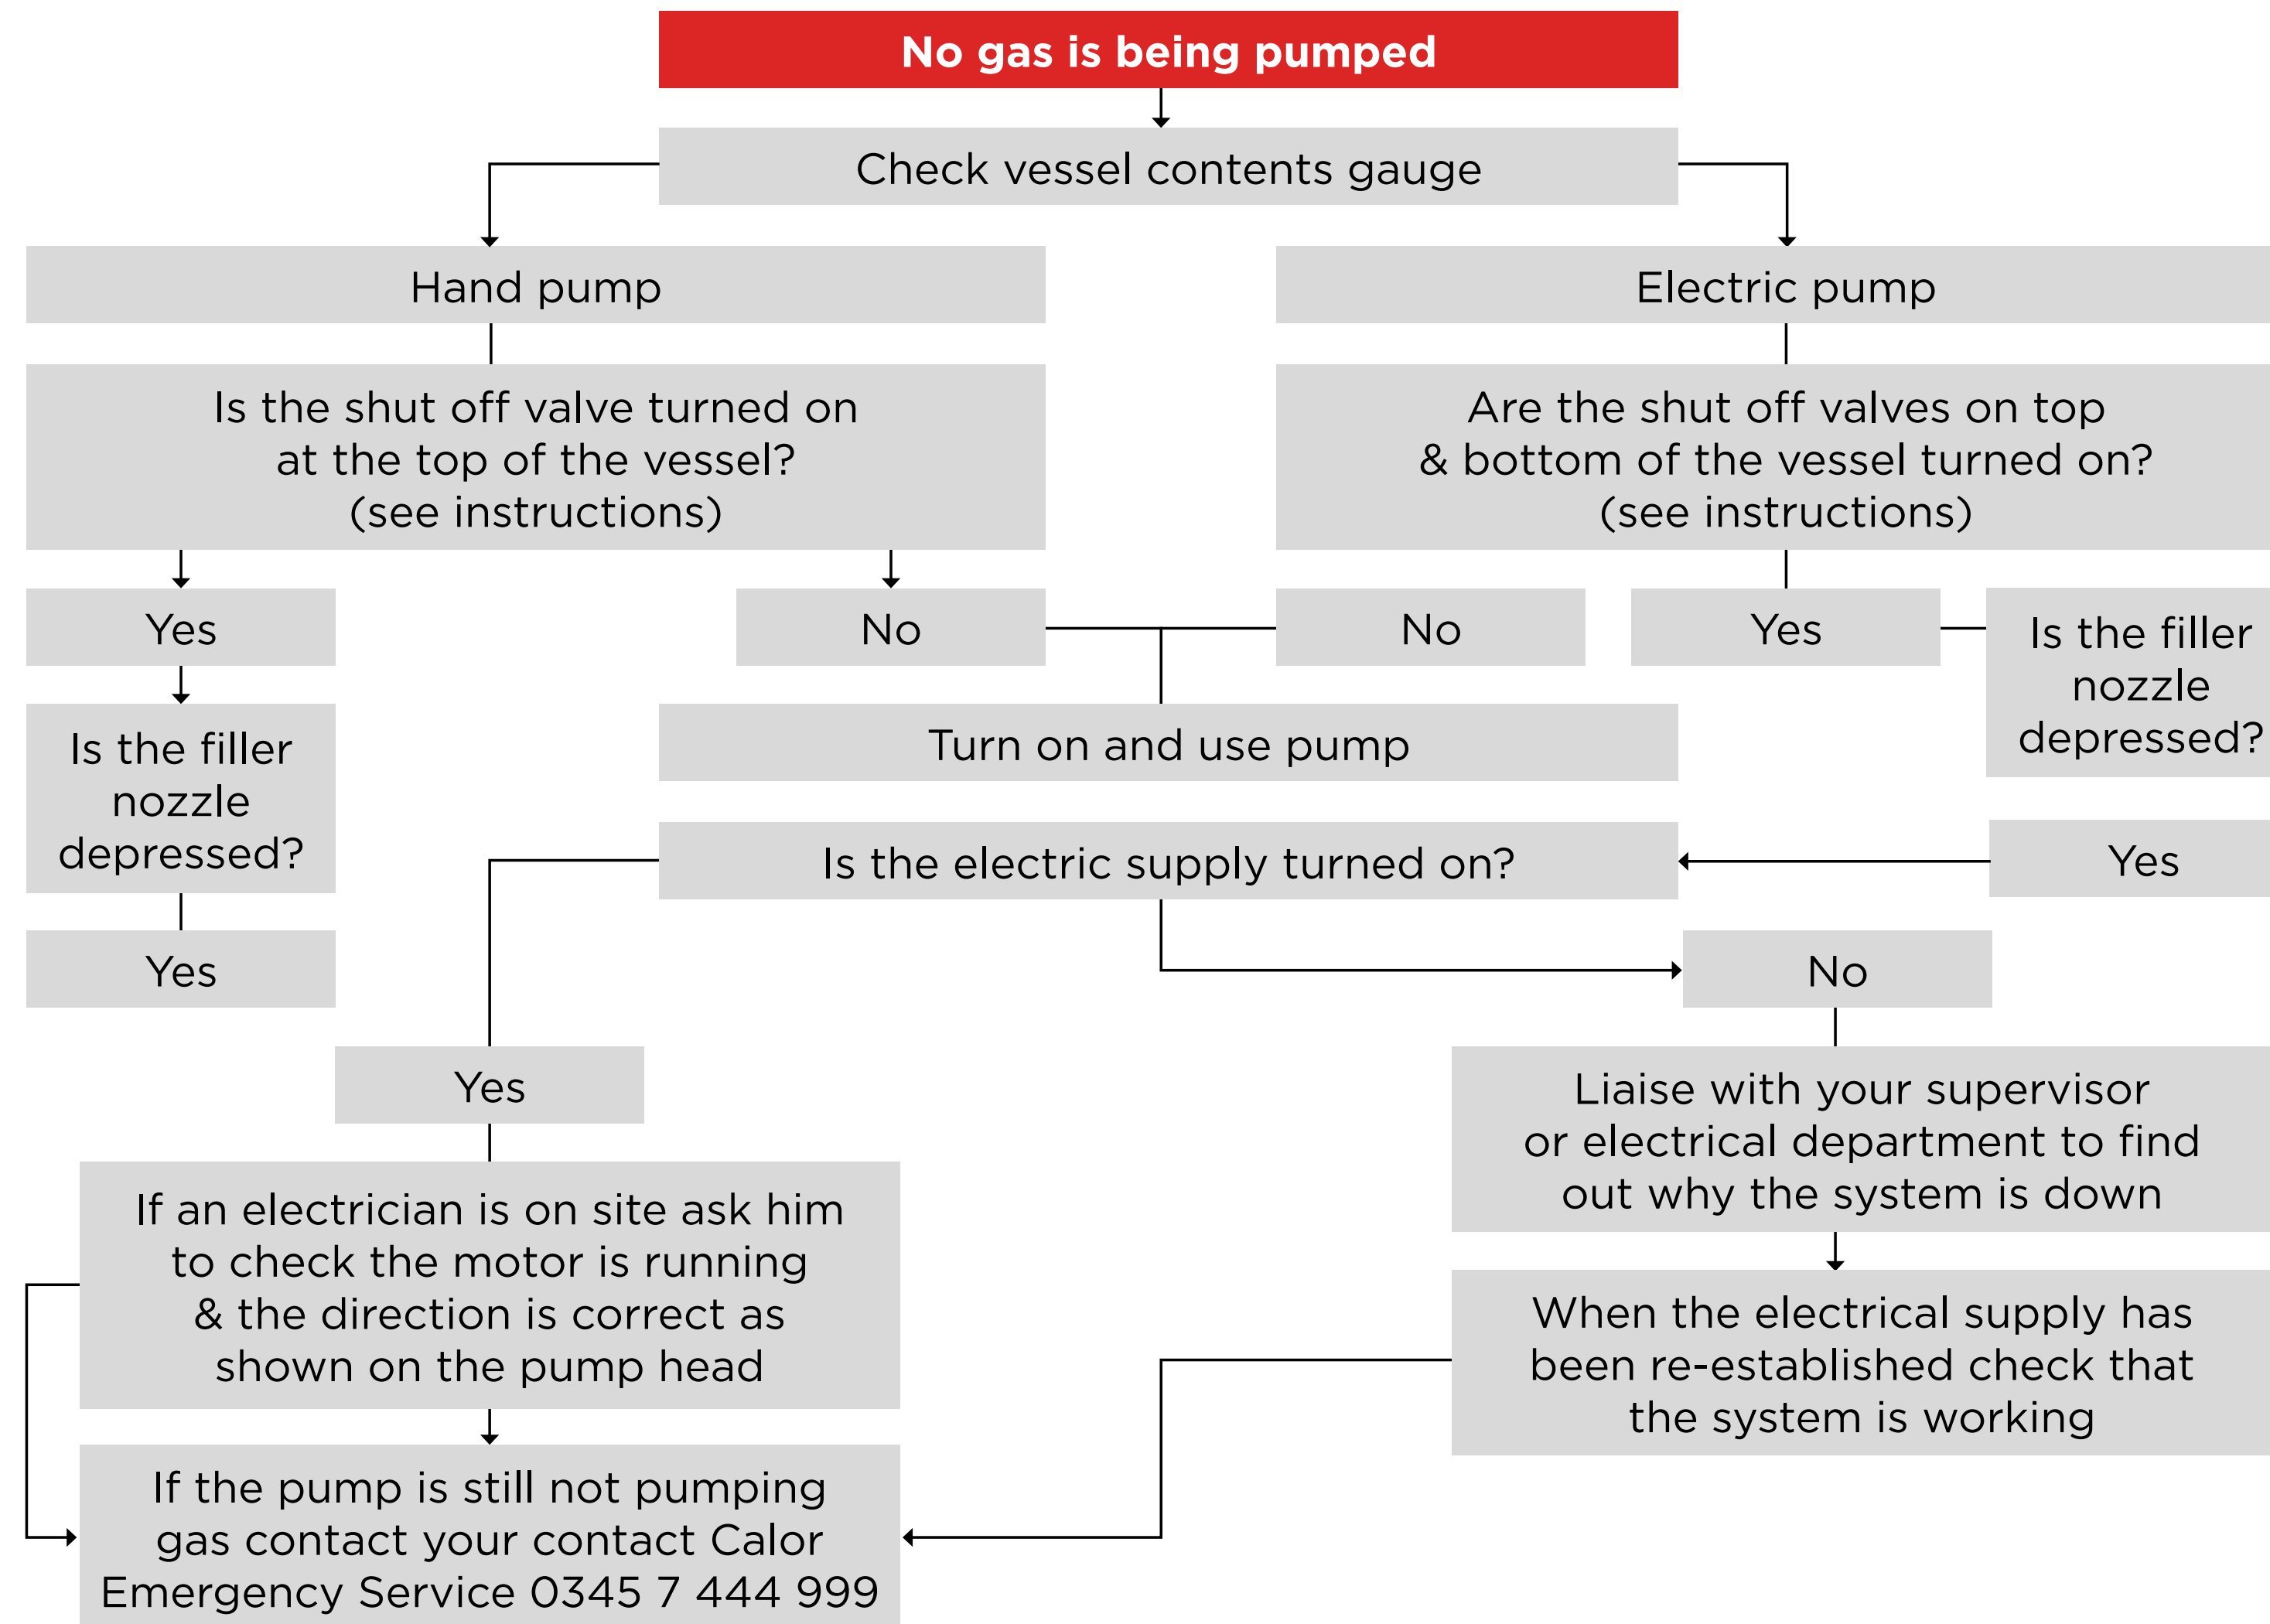 No gas is being pumped
Check vessel contents gauge
Hand pump
Electric pump
Is the shut off valve turned on
at the top of the vessel?
(see instructions)
Are the shut off valves on top
& bottom of the vessel turned on?
(see instructions)
Yes
No
No
Yes
Is the filler
nozzle
depressed?
Is the filler
nozzle
depressed?
Turn on and use pump
Is the electric supply turned on?
Yes
Yes
No
Yes
Liaise with your supervisor
or electrical department to find
out why the system is down
If an electrician is on site ask him
to check the motor is running
& the direction is correct as
shown on the pump head
When the electrical supply has
been re-established check that
the system is working
If the pump is still not pumping
gas contact your contact Calor
Emergency Service 0345 7 444 999